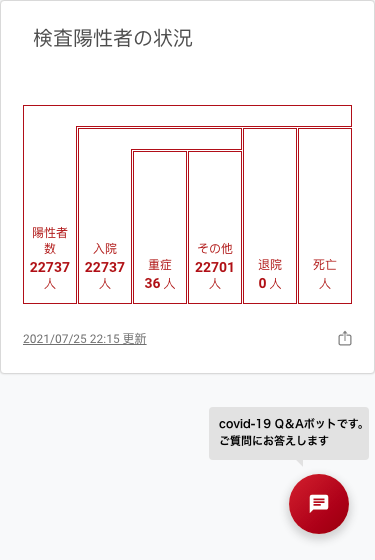 検査陽性者の状況
陽性者
数
22737
人
入院
22737
人
重症
36 人
その他
22701
人
退院
0 人
死亡
人
2021/07/25 22:15 更新
covid-19 Q&Aボットです。
ご質問にお答えします